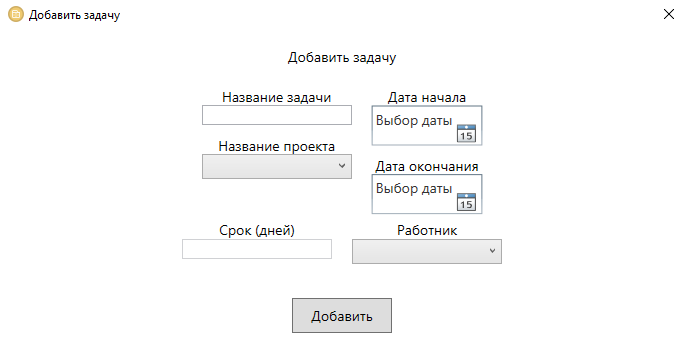 Добавить задачу
Добавить задачу
Название задачи
Дата начала
Выбор даты
15
Название проекта
Дата окончания
Выбор даты
15
Срок (дней)
Работник
Добавить